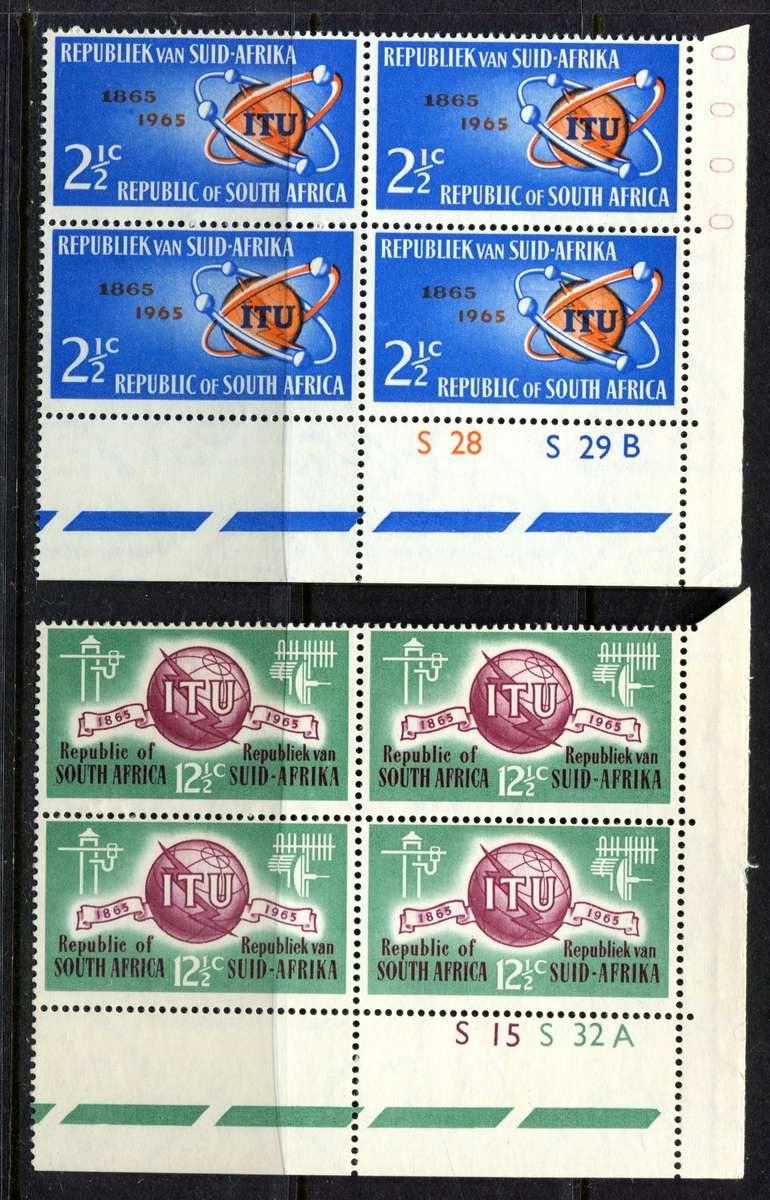 REPUBLIEK VAN SUID-AFRIKA
1865
1965
ITU
2½c
REPUBLIC OF SOUTH AFRICA
REPUBLIEK VAN SUID-AFRIKA
1865
1965
ITU
2½c
REPUBLIC OF SOUTH AFRICA
REPUBLIEK VAN SUID-AFRIKA
1865
1965
ITU
2½c
REPUBLIC OF SOUTH AFRICA
REPUBLIEK VAN SUID-AFRIKA
1865
1965
ITU
2½c
REPUBLIC OF SOUTH AFRICA
0
0
0
0
S 28 S 29 B
ITU
1865 1965
Republic of Republiek van
SOUTH AFRICA 12½c SUID-AFRIKA
ITU
1865 1965
Republic of Republiek van
SOUTH AFRICA 12½c SUID-AFRIKA
ITU
1865 1965
Republic of Republiek van
SOUTH AFRICA 12½c SUID-AFRIKA
ITU
1865 1965
Republic of Republiek van
SOUTH AFRICA 12½c SUID-AFRIKA
S 15 S 32 A